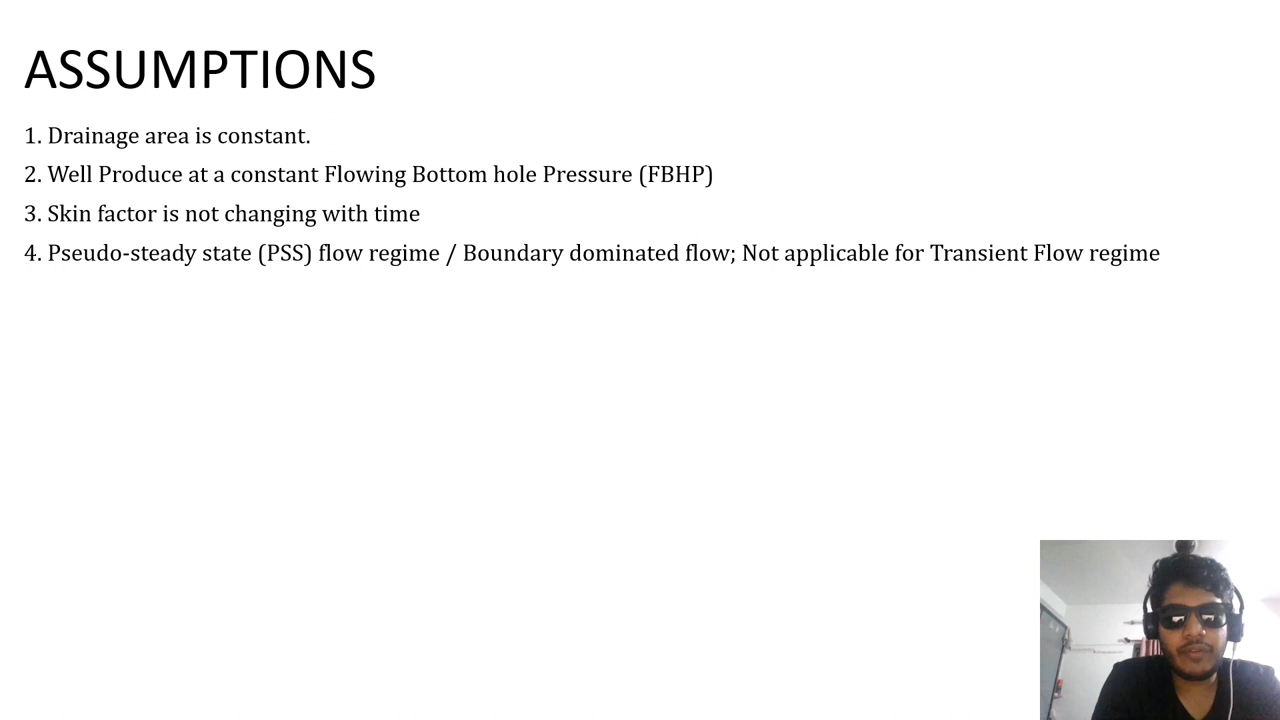 ASSUMPTIONS
1. Drainage area is constant.
2. Well Produce at a constant Flowing Bottom hole Pressure (FBHP)
3. Skin factor is not changing with time
4. Pseudo-steady state (PSS) flow regime / Boundary dominated flow; Not applicable for Transient Flow regime